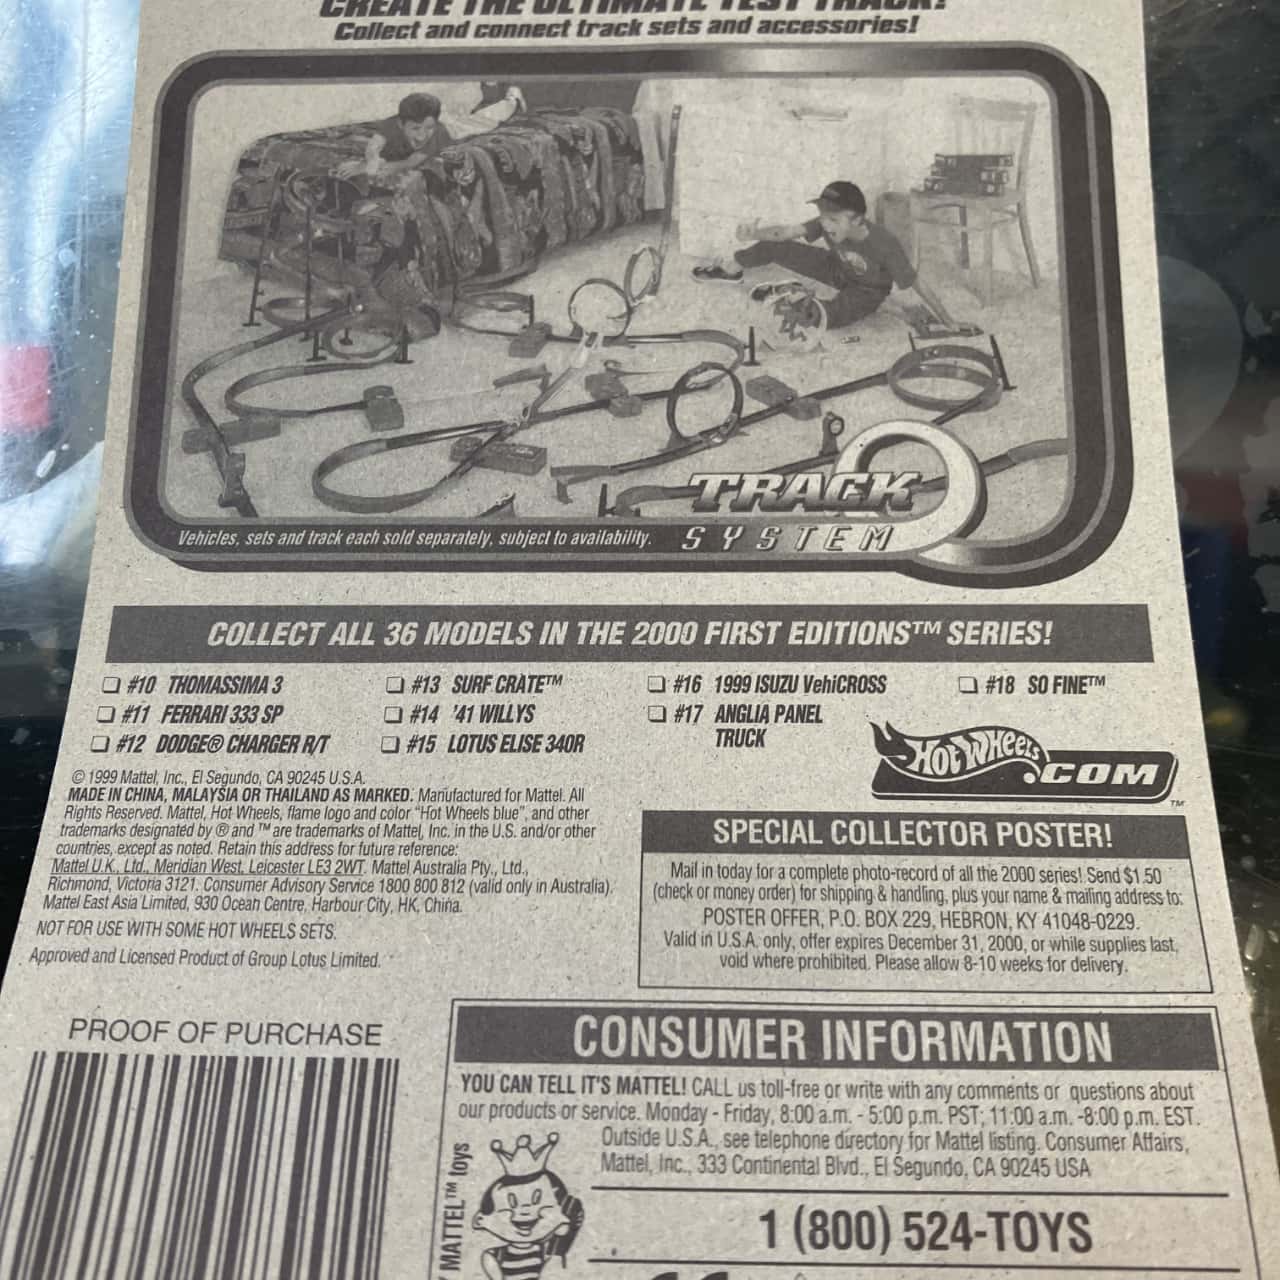 CREATE THE ULTIMATE TEST TRACK!
Collect and connect track sets and accessories!
TRACK
SYSTEM
Vehicles, sets and track each sold separately, subject to availability.
COLLECT ALL 36 MODELS IN THE 2000 FIRST EDITIONS™ SERIES!
#10 THOMASSIMA 3
#11 FERRARI 333 SP
#12 DODGE® CHARGER R/T
#13 SURF CRATE™
#14 '41 WILLYS
#15 LOTUS ELISE 340R
#16 1999 ISUZU VehiCROSS
#17 ANGLIA PANEL
TRUCK
#18 SO FINE™
Hot Wheels.COM™
© 1999 Mattel, Inc., El Segundo, CA 90245 U.S.A.
MADE IN CHINA, MALAYSIA OR THAILAND AS MARKED. Manufactured for Mattel. All
Rights Reserved. Mattel, Hot Wheels, flame logo and color "Hot Wheels blue", and other
trademarks designated by ® and ™ are trademarks of Mattel, Inc. in the U.S. and/or other
countries, except as noted. Retain this address for future reference:
Mattel U.K., Ltd., Meridian West, Leicester LE3 2WT. Mattel Australia Pty., Ltd.,
Richmond, Victoria 3121. Consumer Advisory Service 1800 800 812 (valid only in Australia).
Mattel East Asia Limited, 930 Ocean Centre, Harbour City, HK, China.
NOT FOR USE WITH SOME HOT WHEELS SETS.
Approved and Licensed Product of Group Lotus Limited.
SPECIAL COLLECTOR POSTER!
Mail in today for a complete photo-record of all the 2000 series! Send $1.50
(check or money order) for shipping & handling, plus your name & mailing address to:
POSTER OFFER, P.O. BOX 229, HEBRON, KY 41048-0229.
Valid in U.S.A. only, offer expires December 31, 2000, or while supplies last,
void where prohibited. Please allow 8-10 weeks for delivery.
PROOF OF PURCHASE
CONSUMER INFORMATION
YOU CAN TELL IT'S MATTEL! CALL us toll-free or write with any comments or questions about
our products or service. Monday - Friday, 8:00 a.m. - 5:00 p.m. PST; 11:00 a.m. -8:00 p.m. EST.
Outside U.S.A., see telephone directory for Mattel listing. Consumer Affairs,
Mattel, Inc., 333 Continental Blvd., El Segundo, CA 90245 USA
1 (800) 524-TOYS
MATTEL™ toys